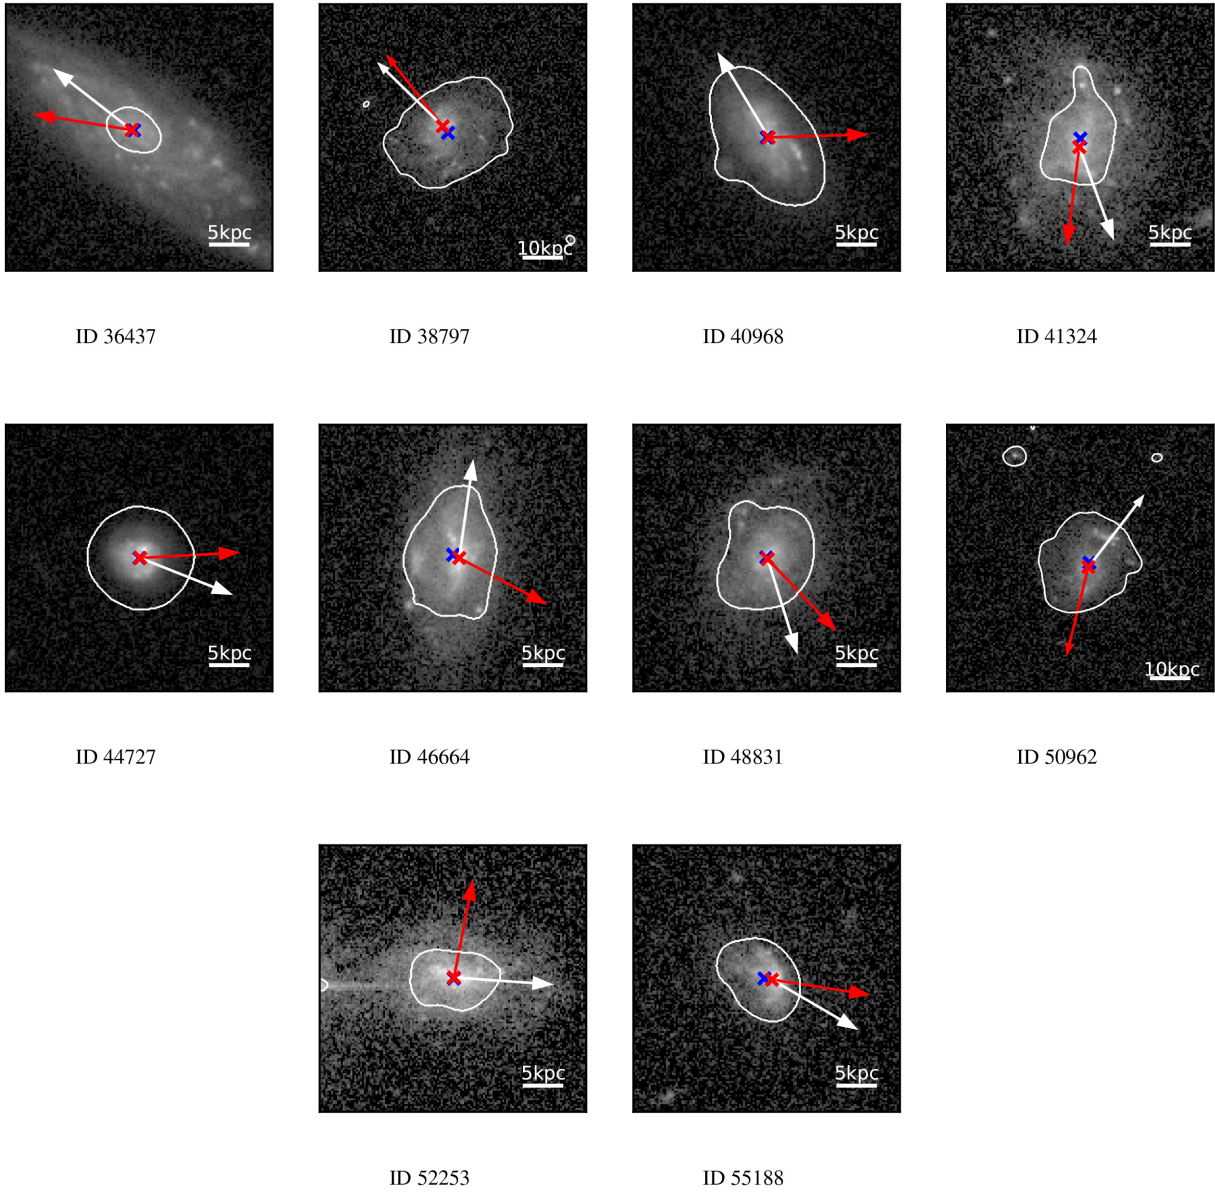 5kpc 10kpc 5kpc 5kpc
ID 36437 ID 38797 ID 40968 ID 41324
5kpc 5kpc 5kpc 10kpc
ID 44727 ID 46664 ID 48831 ID 50962
5kpc 5kpc
ID 52253 ID 55188